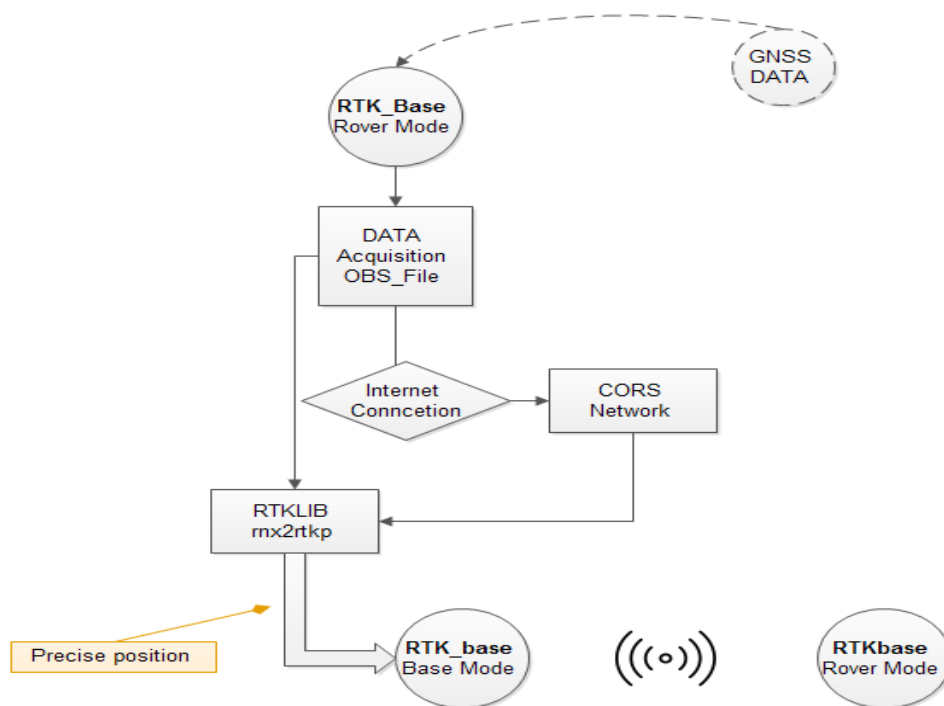 GNSS
DATA
RTK_Base
Rover Mode
DATA
Acquisition
OBS_File
Internet
Conncetion
CORS
Network
RTKLIB
rnx2rtkp
Precise position
RTK_base
Base Mode
RTKbase
Rover Mode